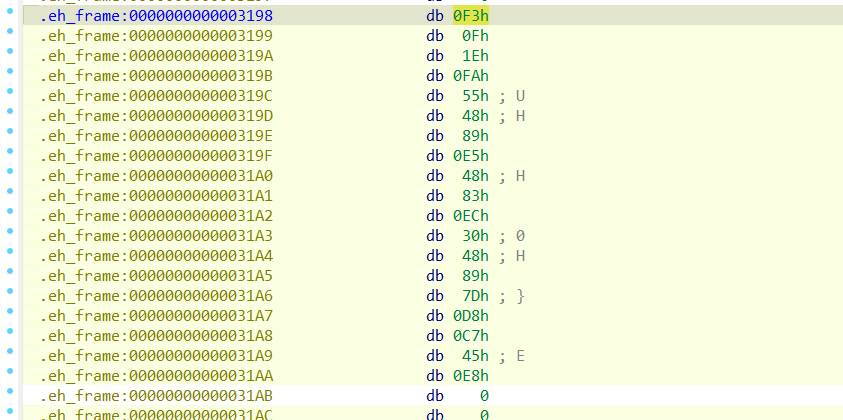 .eh_frame:0000000000003198 db 0F3h
.eh_frame:0000000000003199 db 0Fh
.eh_frame:000000000000319A db 1Eh
.eh_frame:000000000000319B db 0FAh
.eh_frame:000000000000319C db 55h ; U
.eh_frame:000000000000319D db 48h ; H
.eh_frame:000000000000319E db 89h
.eh_frame:000000000000319F db 0E5h
.eh_frame:00000000000031A0 db 48h ; H
.eh_frame:00000000000031A1 db 83h
.eh_frame:00000000000031A2 db 0ECh
.eh_frame:00000000000031A3 db 30h ; 0
.eh_frame:00000000000031A4 db 48h ; H
.eh_frame:00000000000031A5 db 89h
.eh_frame:00000000000031A6 db 7Dh ; }
.eh_frame:00000000000031A7 db 0D8h
.eh_frame:00000000000031A8 db 0C7h
.eh_frame:00000000000031A9 db 45h ; E
.eh_frame:00000000000031AA db 0E8h
.eh_frame:00000000000031AB db 0
.eh_frame:00000000000031AC db 0